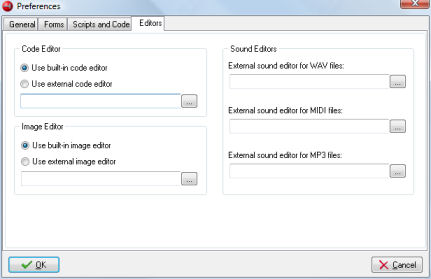 Preferences
General Forms Scripts and Code Editors
Code Editor
Use built-in code editor
Use external code editor
...
Image Editor
Use built-in image editor
Use external image editor
...
Sound Editors
External sound editor for WAV files:
...
External sound editor for MIDI files:
...
External sound editor for MP3 files:
...
OK
Cancel